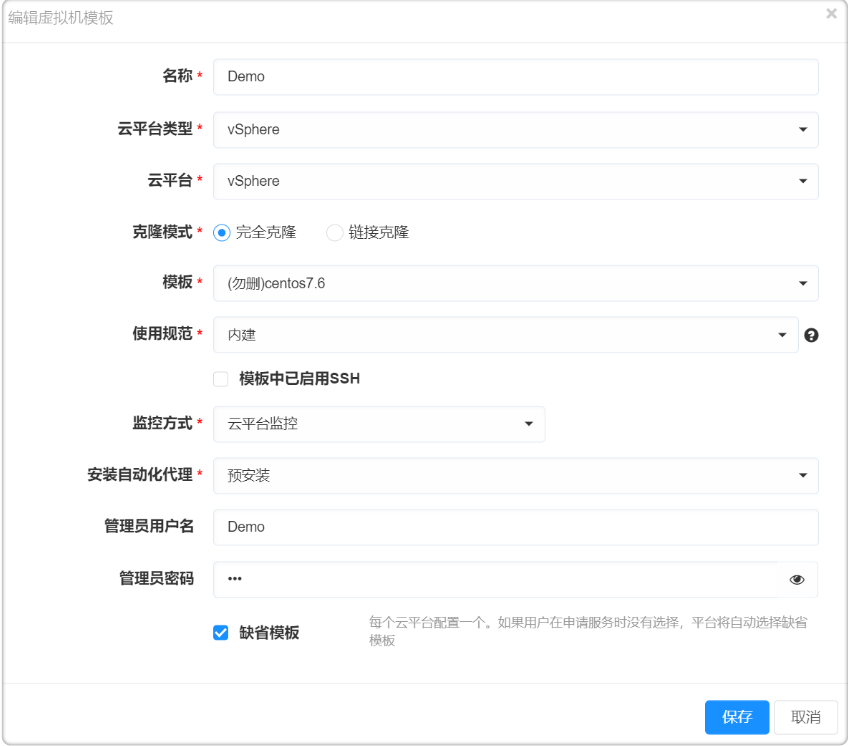 编辑虚拟机模板 ×
名称 * Demo
云平台类型 * vSphere
云平台 * vSphere
克隆模式 * 完全克隆 链接克隆
模板 * (勿删)centos7.6
使用规范 * 内建 ?
模板中已启用SSH
监控方式 * 云平台监控
安装自动化代理 * 预安装
管理员用户名 Demo
管理员密码 •••
缺省模板 每个云平台配置一个。如果用户在申请服务时没有选择，平台将自动选择缺省
模板
保存 取消